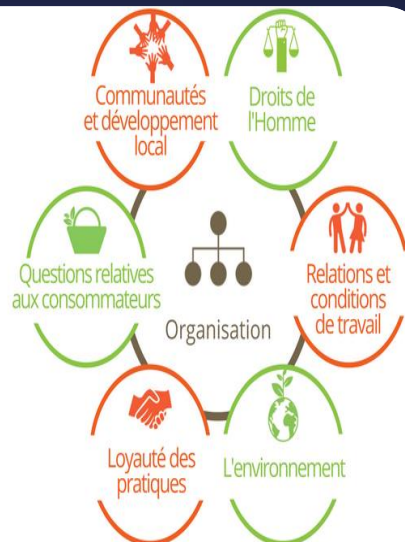 Communautés
et développement
local
Droits de
l'Homme
Questions relatives
aux consommateurs
Organisation
Relations et
conditions
de travail
Loyauté des
pratiques
L'environnement